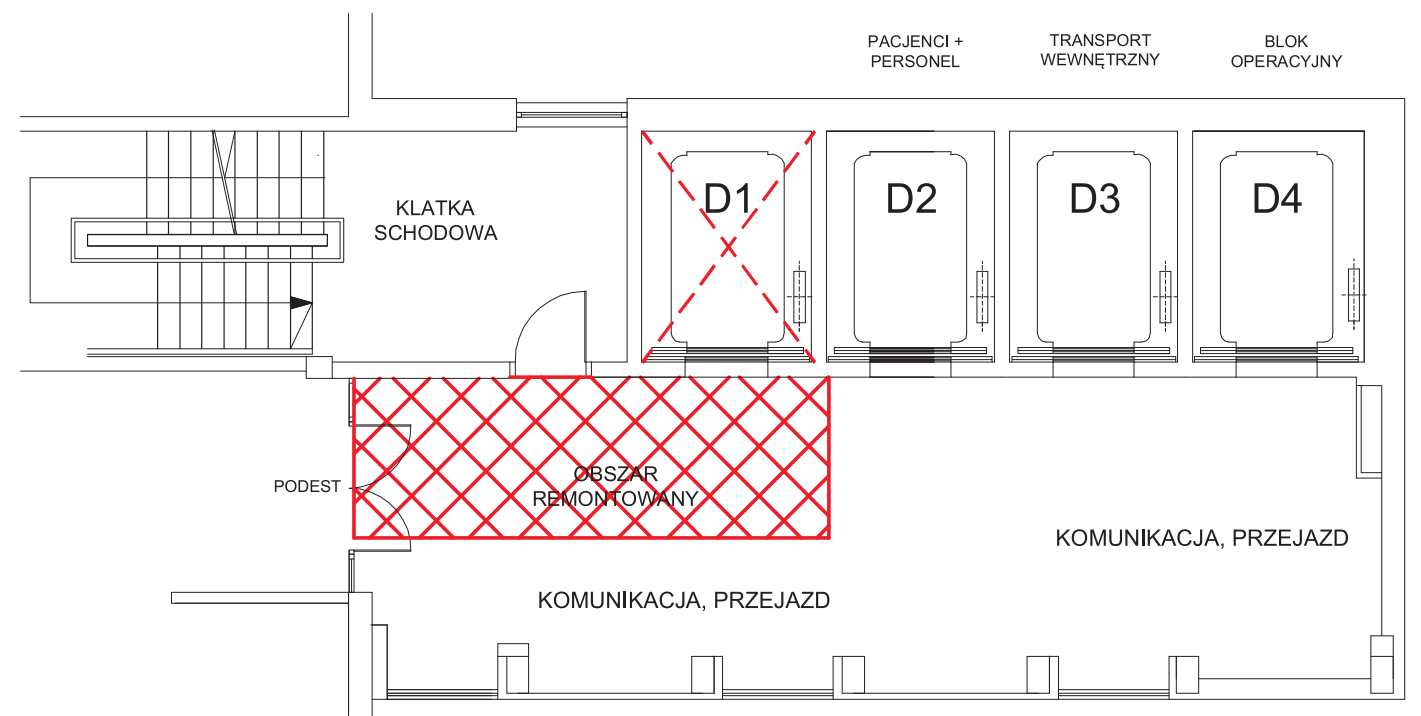 PACJENCI +
PERSONEL
TRANSPORT
WEWNĘTRZNY
BLOK
OPERACYJNY
KLATKA
SCHODOWA
D1
D2
D3
D4
PODEST
OBSZAR
REMONTOWANY
KOMUNIKACJA, PRZEJAZD
KOMUNIKACJA, PRZEJAZD